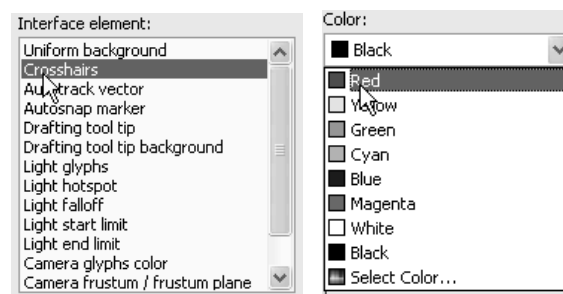 Interface element:
Uniform background
Crosshairs
Autotrack vector
Autosnap marker
Drafting tool tip
Drafting tool tip background
Light glyphs
Light hotspot
Light falloff
Light start limit
Light end limit
Camera glyphs color
Camera frustum / frustum plane
Color:
Black
Red
Yellow
Green
Cyan
Blue
Magenta
White
Black
Select Color...